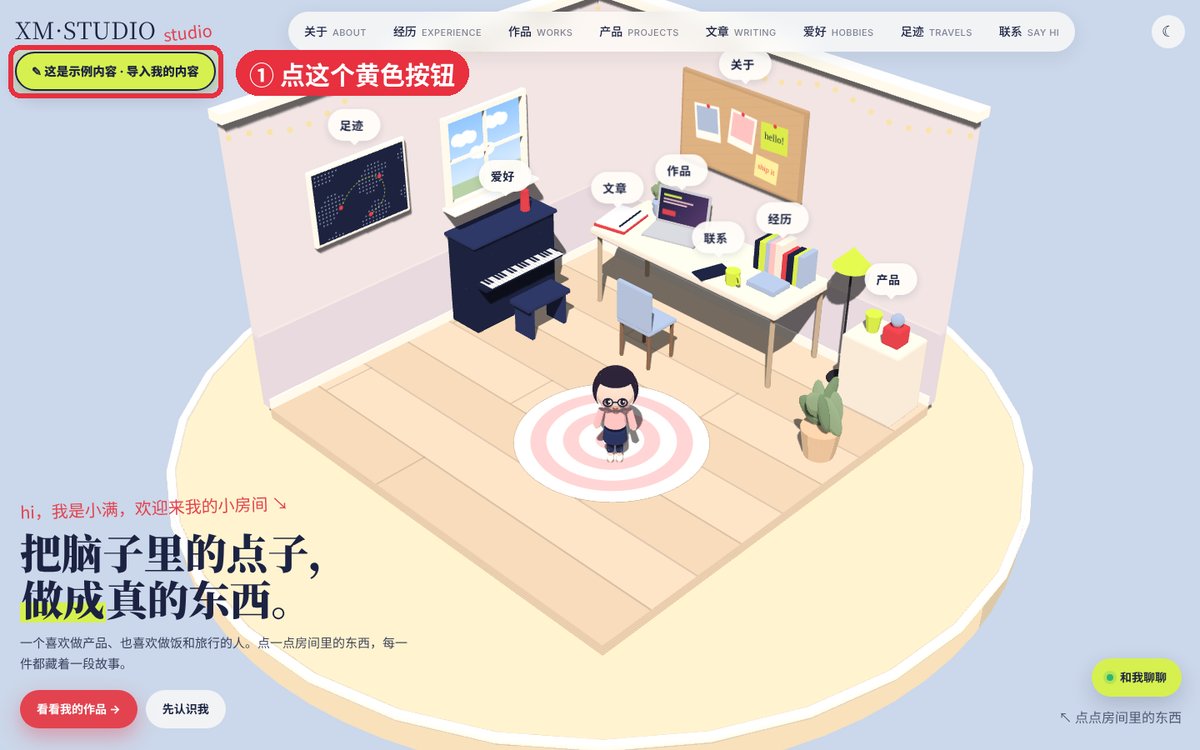 XM·STUDIO studio
关于 ABOUT 经历 EXPERIENCE 作品 WORKS 产品 PROJECTS 文章 WRITING 爱好 HOBBIES 足迹 TRAVELS 联系 SAY HI
✎ 这是示例内容 · 导入我的内容
① 点这个黄色按钮
关于
足迹
hello!
ship it
爱好
作品
文章
经历
联系
产品
hi，我是小满，欢迎来我的小房间 ↘
把脑子里的点子，
做成真的东西。
一个喜欢做产品、也喜欢做饭和旅行的人。点一点房间里的东西，每一
件都藏着一段故事。
看看我的作品 →
先认识我
和我聊聊
↖ 点点房间里的东西